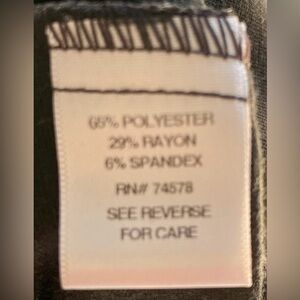 65% POLYESTER
29% RAYON
6% SPANDEX
RN# 74578
SEE REVERSE
FOR CARE